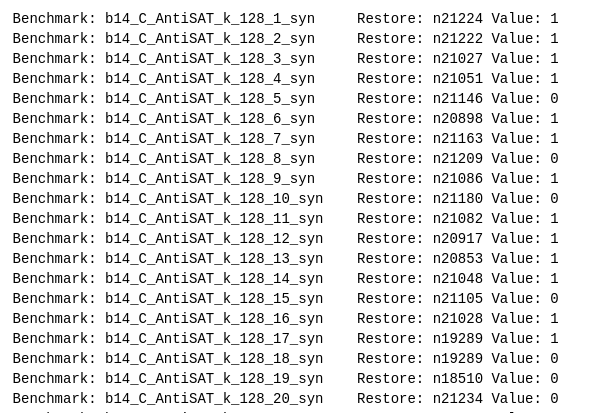 Benchmark: b14_C_AntiSAT_k_128_1_syn Restore: n21224 Value: 1
Benchmark: b14_C_AntiSAT_k_128_2_syn Restore: n21222 Value: 1
Benchmark: b14_C_AntiSAT_k_128_3_syn Restore: n21027 Value: 1
Benchmark: b14_C_AntiSAT_k_128_4_syn Restore: n21051 Value: 1
Benchmark: b14_C_AntiSAT_k_128_5_syn Restore: n21146 Value: 0
Benchmark: b14_C_AntiSAT_k_128_6_syn Restore: n20898 Value: 1
Benchmark: b14_C_AntiSAT_k_128_7_syn Restore: n21163 Value: 1
Benchmark: b14_C_AntiSAT_k_128_8_syn Restore: n21209 Value: 0
Benchmark: b14_C_AntiSAT_k_128_9_syn Restore: n21086 Value: 1
Benchmark: b14_C_AntiSAT_k_128_10_syn Restore: n21180 Value: 0
Benchmark: b14_C_AntiSAT_k_128_11_syn Restore: n21082 Value: 1
Benchmark: b14_C_AntiSAT_k_128_12_syn Restore: n20917 Value: 1
Benchmark: b14_C_AntiSAT_k_128_13_syn Restore: n20853 Value: 1
Benchmark: b14_C_AntiSAT_k_128_14_syn Restore: n21048 Value: 1
Benchmark: b14_C_AntiSAT_k_128_15_syn Restore: n21105 Value: 0
Benchmark: b14_C_AntiSAT_k_128_16_syn Restore: n21028 Value: 1
Benchmark: b14_C_AntiSAT_k_128_17_syn Restore: n19289 Value: 1
Benchmark: b14_C_AntiSAT_k_128_18_syn Restore: n19289 Value: 0
Benchmark: b14_C_AntiSAT_k_128_19_syn Restore: n18510 Value: 0
Benchmark: b14_C_AntiSAT_k_128_20_syn Restore: n21234 Value: 0